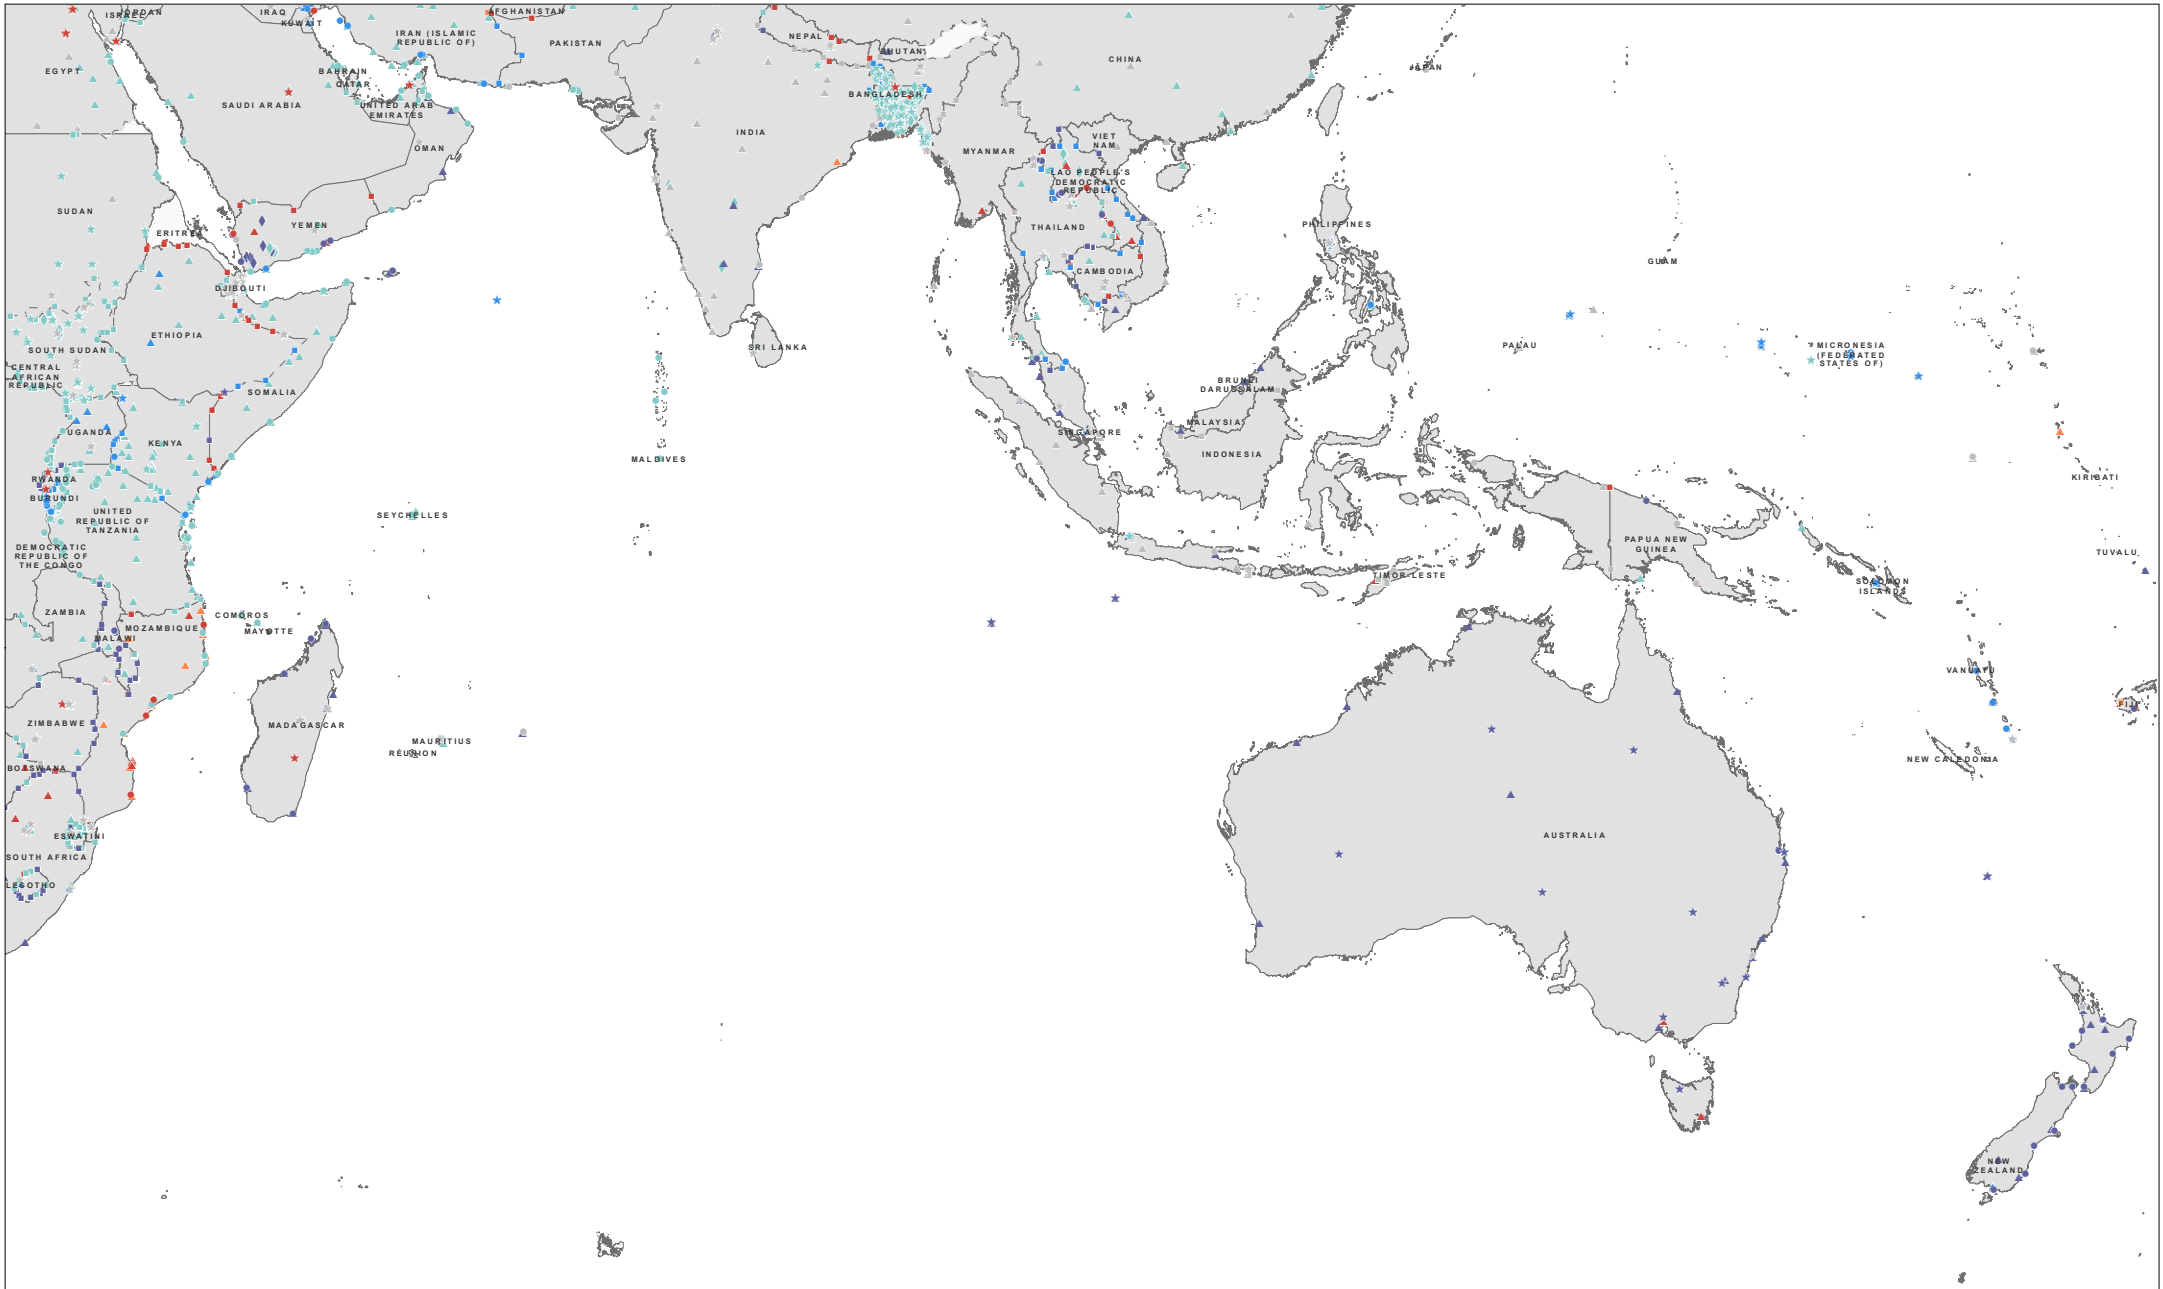 ISRAEL
JORDAN
IRAQ
KUWAIT
IRAN (ISLAMIC
REPUBLIC OF)
AFGHANISTAN
PAKISTAN
NEPAL
BHUTAN
CHINA
JAPAN
EGYPT
BAHRAIN
QATAR
SAUDI ARABIA
UNITED ARAB
EMIRATES
BANGLADESH
INDIA
OMAN
MYANMAR
VIET
NAM
LAO PEOPLE'S
DEMOCRATIC
REPUBLIC
SUDAN
ERITREA
YEMEN
THAILAND
PHILIPPINES
GUAM
DJIBOUTI
CAMBODIA
ETHIOPIA
SOUTH SUDAN
SRI LANKA
PALAU
MICRONESIA
(FEDERATED
STATES OF)
CENTRAL
AFRICAN
REPUBLIC
SOMALIA
BRUNEI
DARUSSALAM
UGANDA
KENYA
MALAYSIA
SINGAPORE
MALDIVES
INDONESIA
RWANDA
BURUNDI
KIRIBATI
UNITED
REPUBLIC OF
TANZANIA
SEYCHELLES
DEMOCRATIC
REPUBLIC OF
THE CONGO
PAPUA NEW
GUINEA
TUVALU
TIMOR-LESTE
SOLOMON
ISLANDS
ZAMBIA
COMOROS
MAYOTTE
MOZAMBIQUE
MALAWI
VANUATU
FIJI
ZIMBABWE
MADAGASCAR
MAURITIUS
RÉUNION
NEW CALEDONIA
BOTSWANA
AUSTRALIA
ESWATINI
SOUTH AFRICA
LESOTHO
NEW
ZEALAND